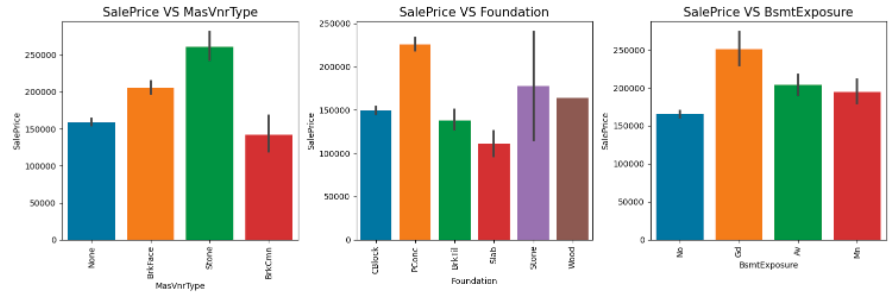 SalePrice VS MasVnrType
SalePrice
250000
200000
150000
100000
50000
0
None
BrkFace
Stone
BrkCmn
MasVnrType
SalePrice VS Foundation
SalePrice
250000
200000
150000
100000
50000
0
CBlock
PConc
BrkTil
Slab
Stone
Wood
Foundation
SalePrice VS BsmtExposure
SalePrice
250000
200000
150000
100000
50000
0
No
Gd
Av
Mn
BsmtExposure